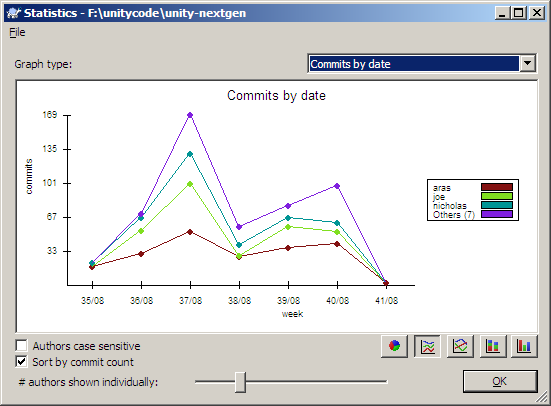 Statistics - F:\unitycode\unity-nextgen
File
Graph type:
Commits by date
Commits by date
169
135
101
67
33
commits
35/08 36/08 37/08 38/08 39/08 40/08 41/08
week
aras
joe
nicholas
Others (7)
Authors case sensitive
Sort by commit count
# authors shown individually:
OK